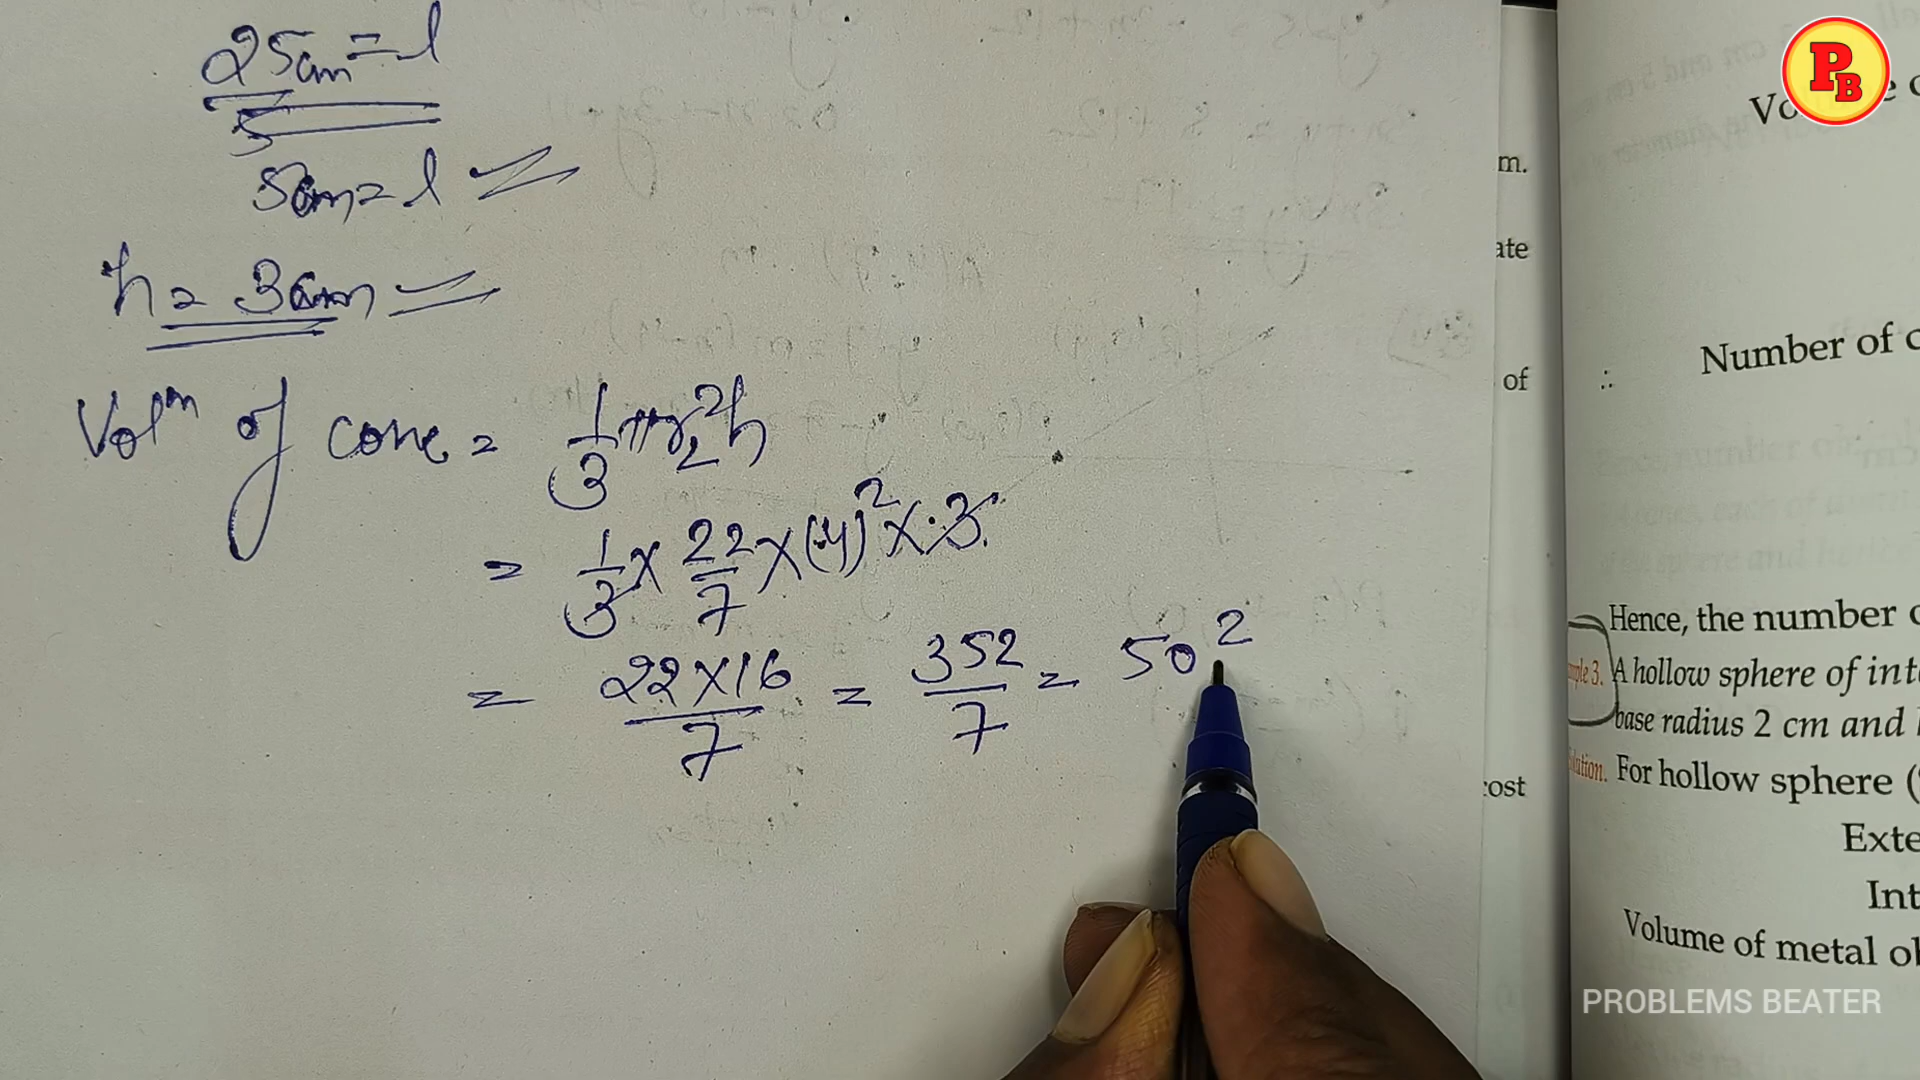 25cm = l
5
5cm = l
h = 3cm
Volm of cone = 1/3 πr²h
= 1/3 × 22/7 × (4)² × 3
= 22×16/7 = 352/7 = 50 2
PB
m.
ate
of
cost
Number of
∴
Hence, the number
3. A hollow sphere of int
base radius 2 cm and
For hollow sphere (
Exte
Int
Volume of metal
PROBLEMS BEATER